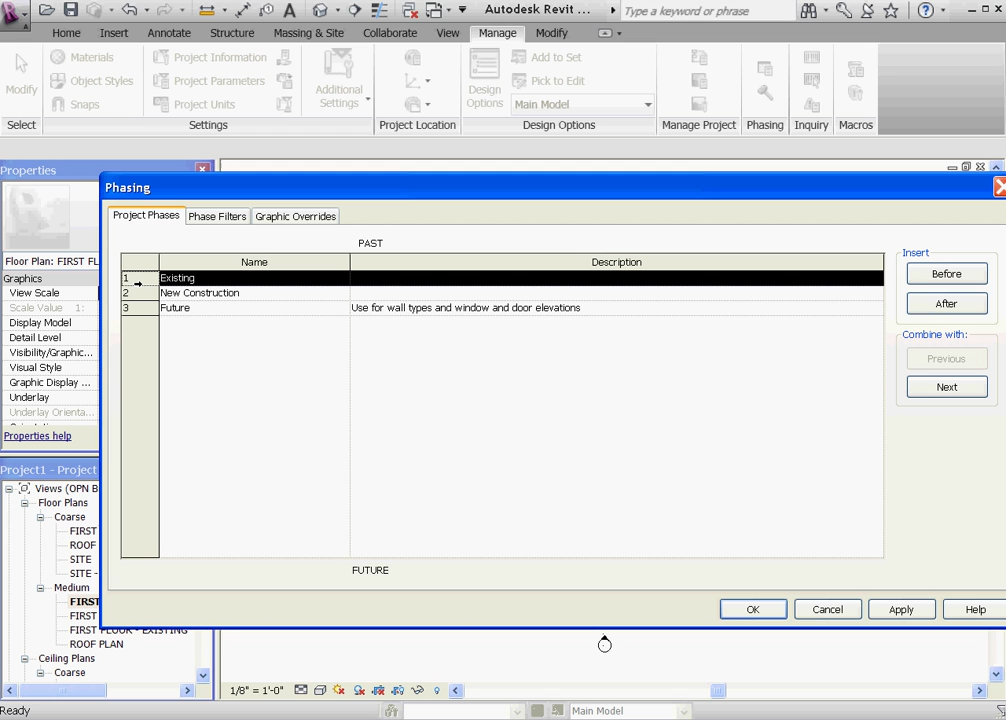 Autodesk Revit ...
Type a keyword or phrase
Home Insert Annotate Structure Massing & Site Collaborate View Manage Modify
Materials Project Information Add to Set
Object Styles Project Parameters Pick to Edit
Modify Additional Settings Design Options
Snaps Project Units Main Model
Select Settings Project Location Design Options Manage Project Phasing Inquiry Macros
Properties
Floor Plan: FIRST FL
Graphics
View Scale
Scale Value 1:
Display Model
Detail Level
Visibility/Graphic...
Visual Style
Graphic Display ...
Underlay
Underlay Orienta...
Properties help
Project1 - Project
Views (OPN B
Floor Plans
Coarse
FIRST
ROOF
SITE
SITE -
Medium
FIRST
FIRST
FIRST FLOOR - EXISTING
ROOF PLAN
Ceiling Plans
Coarse
Phasing
Project Phases Phase Filters Graphic Overrides
PAST
Name Description
1 Existing
2 New Construction
3 Future Use for wall types and window and door elevations
FUTURE
Insert
Before
After
Combine with:
Previous
Next
OK Cancel Apply Help
1/8" = 1'-0"
Ready
Main Model